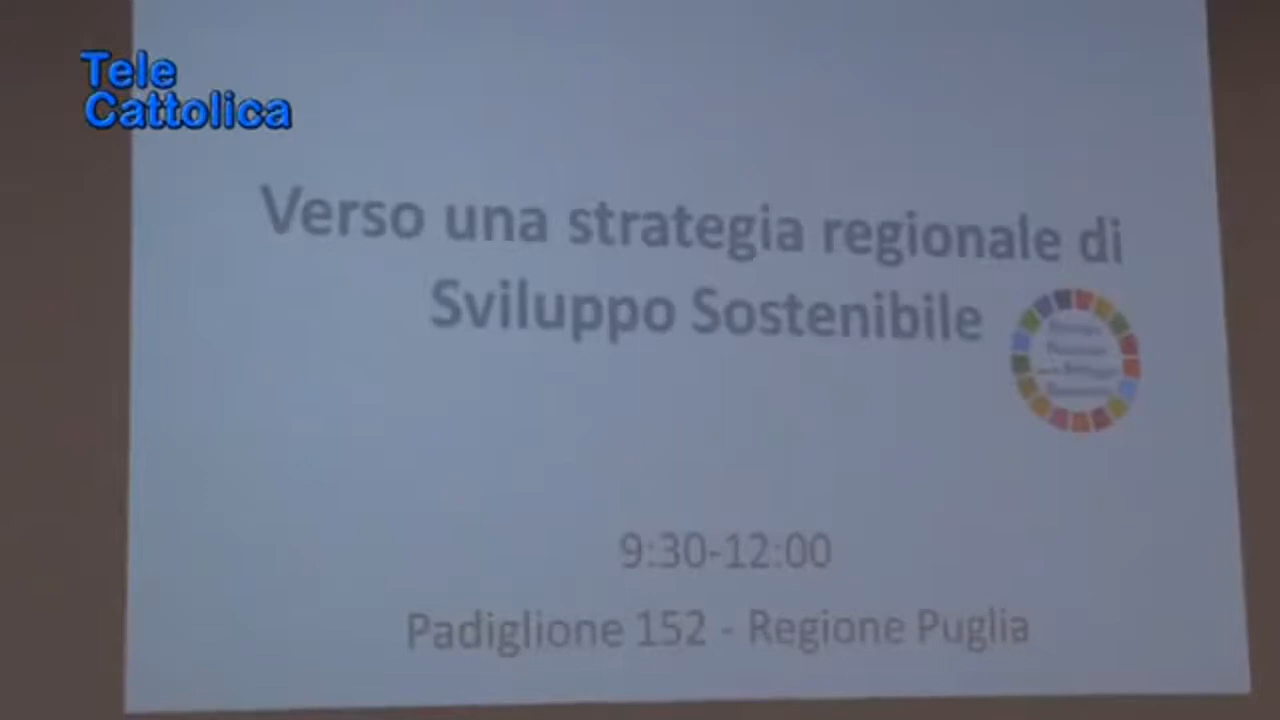 Tele
Cattolica
Verso una strategia regionale di
Sviluppo Sostenibile
9:30-12:00
Padiglione 152 - Regione Puglia